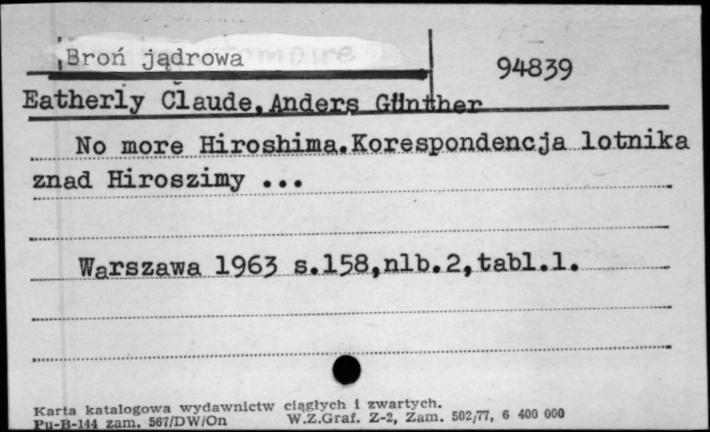 Broń jądrowa
94839
Eatherly Claude, Anders Günther
No more Hiroshima. Korespondencja lotnika
znad Hiroszimy ...
Warszawa 1963 s.158,nlb.2,tabl.1.
Karta katalogowa wydawnictw ciągłych i zwartych.
Pu-B-144 zam. 567/DW/On W.Z.Graf. Z-2, Zam. 502/77, 6 400 000